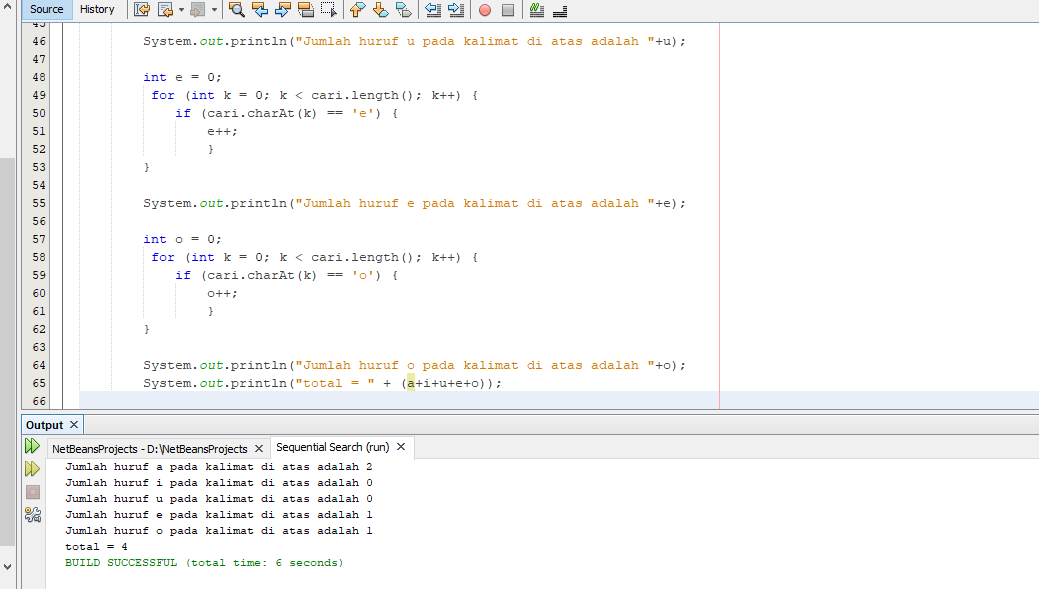 Source History
45
46 System.out.println("Jumlah huruf u pada kalimat di atas adalah "+u);
47
48 int e = 0;
49 for (int k = 0; k < cari.length(); k++) {
50 if (cari.charAt(k) == 'e') {
51 e++;
52 }
53 }
54
55 System.out.println("Jumlah huruf e pada kalimat di atas adalah "+e);
56
57 int o = 0;
58 for (int k = 0; k < cari.length(); k++) {
59 if (cari.charAt(k) == 'o') {
60 o++;
61 }
62 }
63
64 System.out.println("Jumlah huruf o pada kalimat di atas adalah "+o);
65 System.out.println("total = " + (a+i+u+e+o));
66
Output
NetBeansProjects - D:\NetBeansProjects Sequential Search (run)
Jumlah huruf a pada kalimat di atas adalah 2
Jumlah huruf i pada kalimat di atas adalah 0
Jumlah huruf u pada kalimat di atas adalah 0
Jumlah huruf e pada kalimat di atas adalah 1
Jumlah huruf o pada kalimat di atas adalah 1
total = 4
BUILD SUCCESSFUL (total time: 6 seconds)